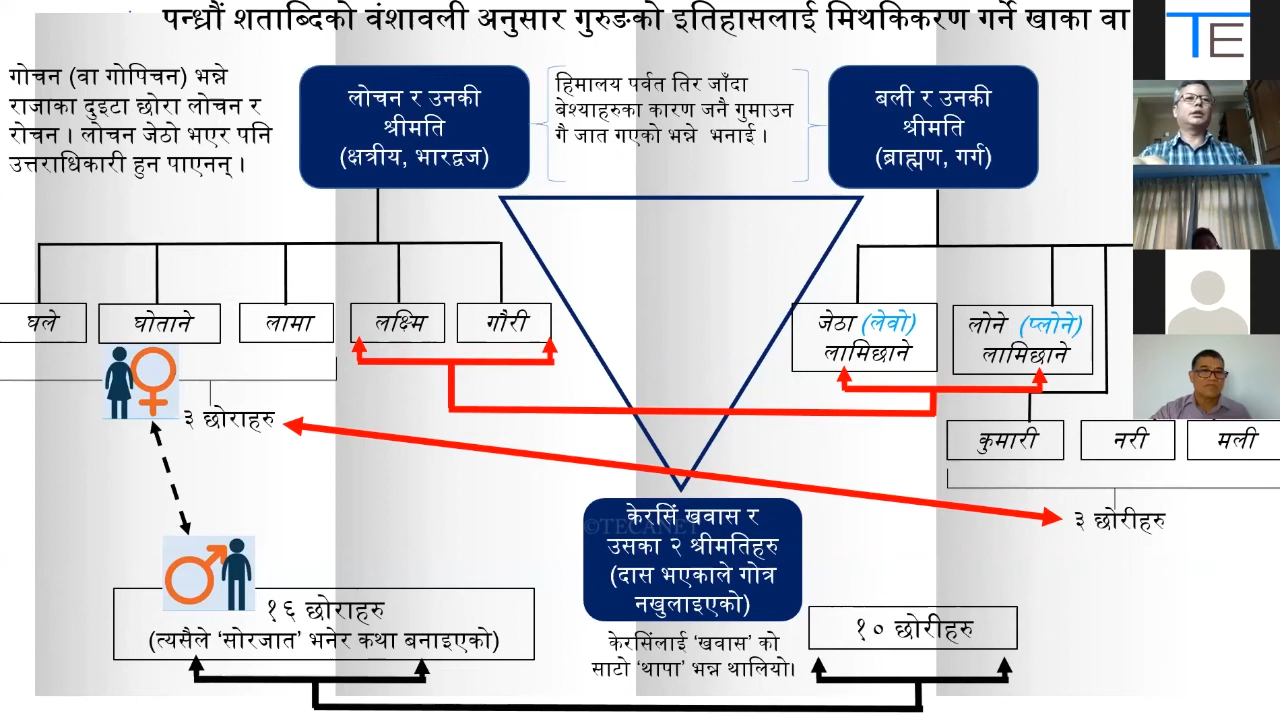 पन्ध्रौं शताब्दिको वंशावली अनुसार गुरुङको इतिहासलाई मिथकिकरण गर्ने खाका वा
TE
गोचन (वा गोपिचन) भन्ने
राजाका दुइटा छोरा लोचन र
रोचन । लोचन जेठो भएर पनि
उत्तराधिकारी हुन पाएनन् ।
लोचन र उनकी
श्रीमति
(क्षत्रीय, भारद्वज)
हिमालय पर्वत तिर जाँदा
बेश्याहरुका कारण जनै गुमाउन
गै जात गएको भन्ने भनाई ।
बली र उनकी
श्रीमति
(ब्राह्मण, गर्ग)
घले
घोताने
लामा
लक्ष्मि
गौरी
जेठा (लेवो)
लामिछाने
लोने (प्लोने)
लामिछाने
३ छोराहरु
कुमारी
नरी
मली
३ छोरीहरु
केरसिं खवास र
©TECANET
उसका २ श्रीमतिहरु
(दास भएकाले गोत्र
नखुलाइएको)
१६ छोराहरु
(त्यसैले ‘सोरजात’ भनेर कथा बनाइएको)
केरसिंलाई ‘खवास’ को
साटो ‘थापा’ भन्न थालियो।
१० छोरीहरु